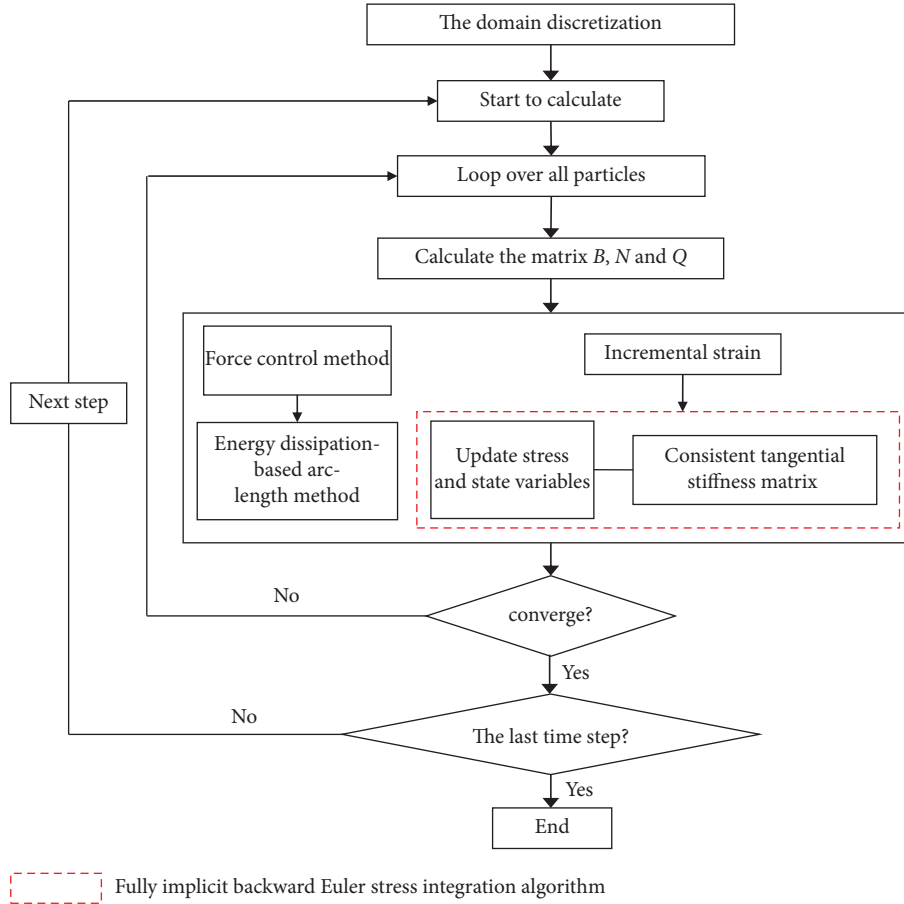 The domain discretization
Start to calculate
Loop over all particles
Calculate the matrix B, N and Q
Force control method
Energy dissipation-
based arc-
length method
Incremental strain
Update stress
and state variables
Consistent tangential
stiffness matrix
Next step
No
converge?
Yes
No
The last time step?
Yes
End
Fully implicit backward Euler stress integration algorithm